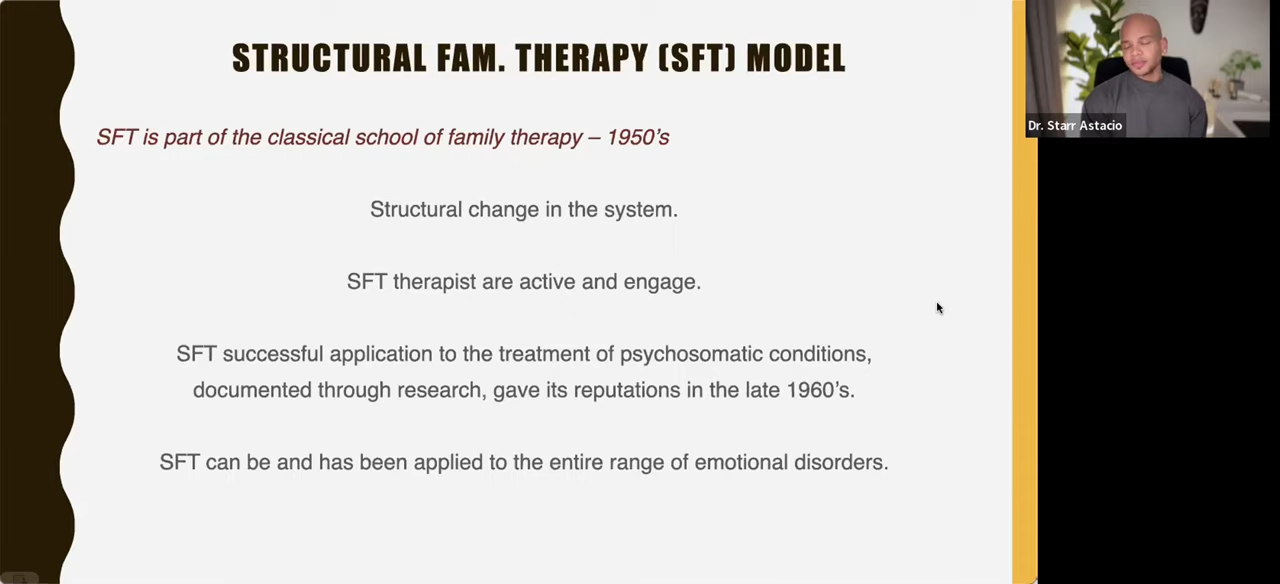 STRUCTURAL FAM. THERAPY (SFT) MODEL
SFT is part of the classical school of family therapy – 1950's
Structural change in the system.
SFT therapist are active and engage.
SFT successful application to the treatment of psychosomatic conditions,
documented through research, gave its reputations in the late 1960's.
SFT can be and has been applied to the entire range of emotional disorders.
Dr. Starr Astacio